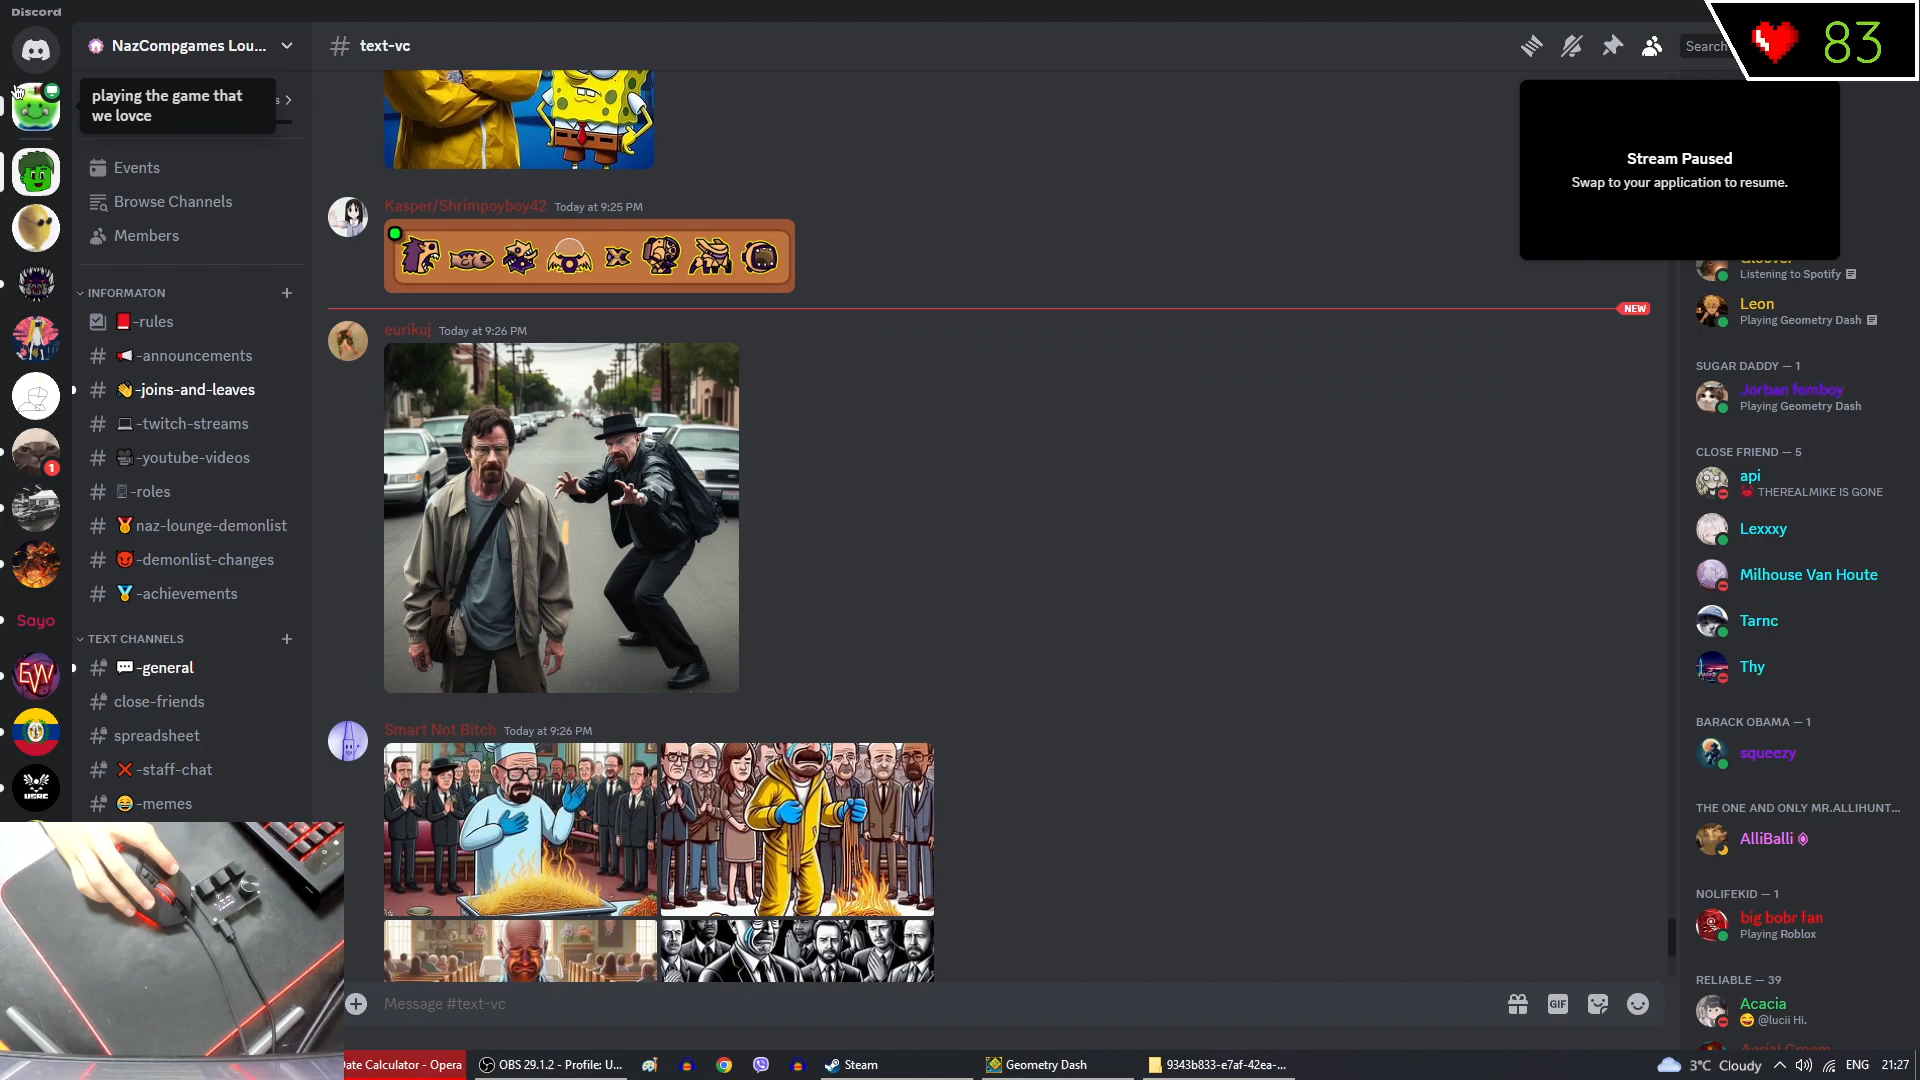 Discord
NazCompgames Lou...
playing the game that
we lovce
s
Events
Browse Channels
Members
INFORMATON
-rules
-announcements
-joins-and-leaves
-twitch-streams
-youtube-videos
-roles
naz-lounge-demonlist
-demonlist-changes
-achievements
TEXT CHANNELS
-general
close-friends
spreadsheet
-staff-chat
-memes
1
Sayo
EW
USRC
# text-vc
Search
83
Stream Paused
Swap to your application to resume.
Kasper/Shrimpoyboy42 Today at 9:25 PM
NEW
eurikuj Today at 9:26 PM
Smart Not Bitch Today at 9:26 PM
Message #text-vc
GIF
Listening to Spotify
Leon
Playing Geometry Dash
SUGAR DADDY — 1
Jorban femboy
Playing Geometry Dash
CLOSE FRIEND — 5
api
THEREALMIKE IS GONE
Lexxxy
Milhouse Van Houte
Tarnc
Thy
BARACK OBAMA — 1
squeezy
THE ONE AND ONLY MR.ALLIHUNT...
AlliBalli
NOLIFEKID — 1
big bobr fan
Playing Roblox
RELIABLE — 39
Acacia
@lucii Hi.
ate Calculator - Opera
OBS 29.1.2 - Profile: U...
Steam
Geometry Dash
9343b833-e7af-42ea-...
3°C Cloudy
ENG
21:27